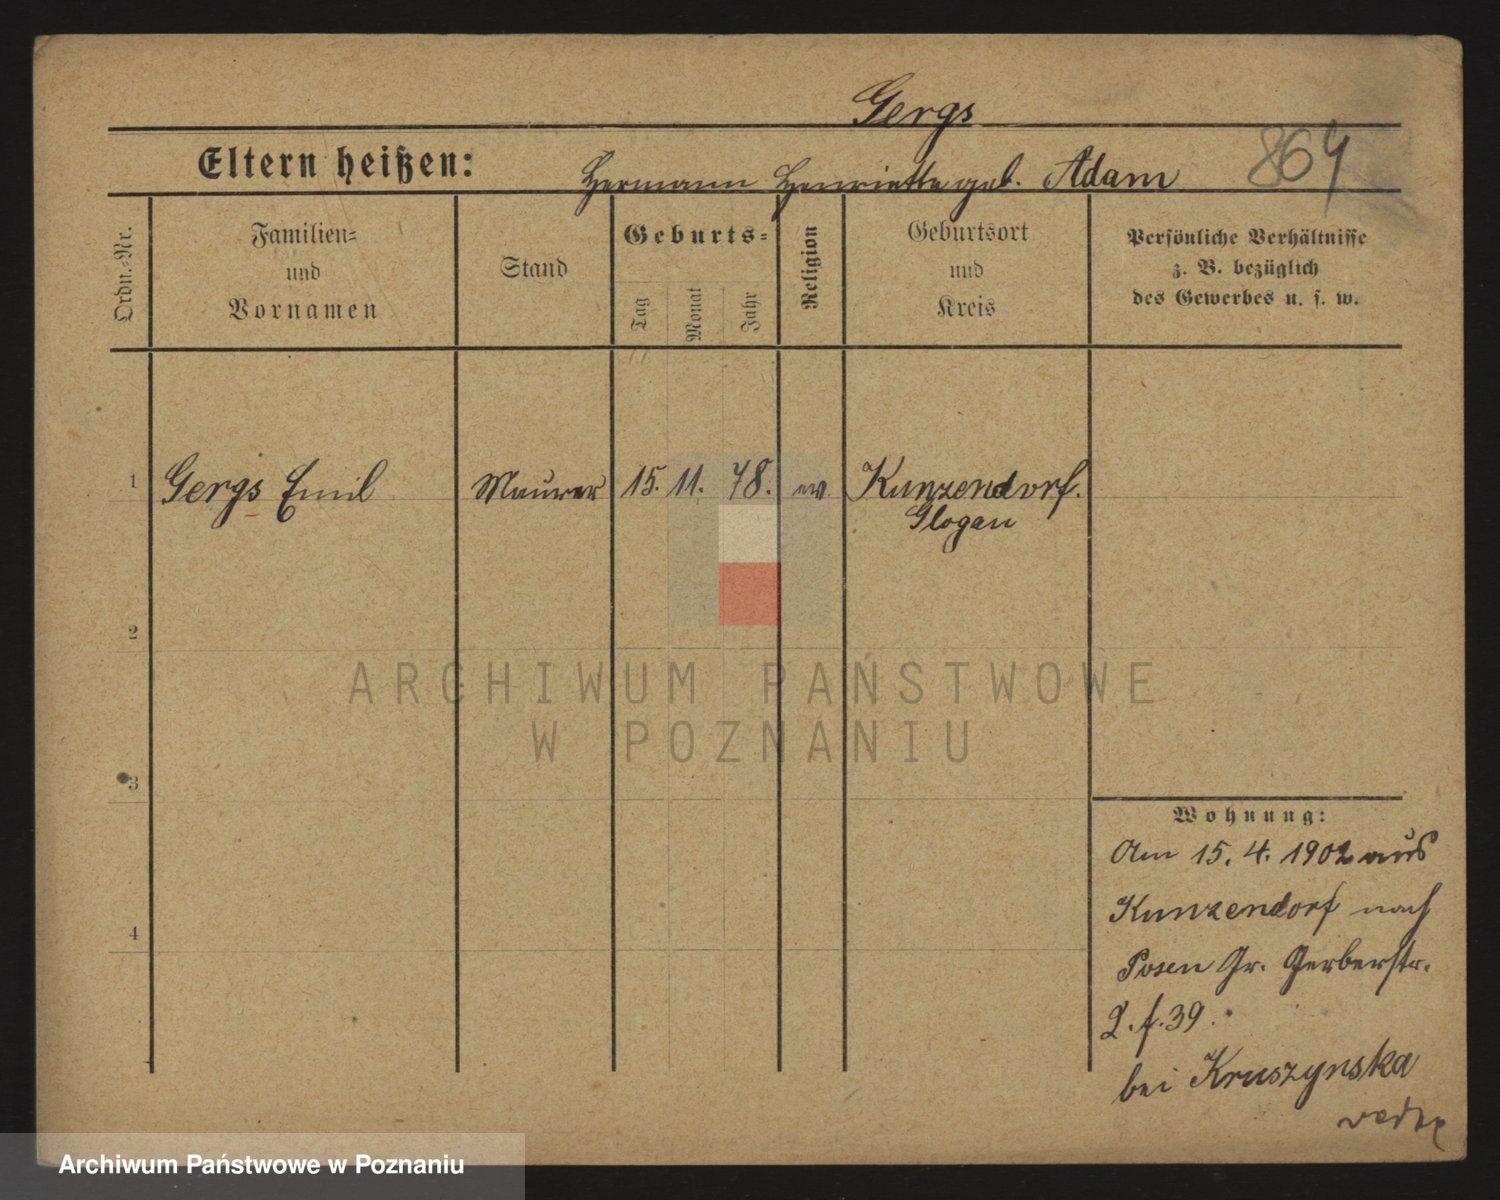 Gergs
Eltern heißen: Hermann Henriette geb. Adam 864
Ordn.-Nr.
Familien=
und
Vornamen
Stand
Geburts=
Tag
Monat
Jahr
Religion
Geburtsort
und
Kreis
Persönliche Verhältnisse
z. B. bezüglich
des Gewerbes u. s. w.
1 Gergs Emil Maurer 15. 11. 78. ev. Kunzendorf.
Glogau
2
3
4
Wohnung:
Am 15. 4. 1902 aus
Kunzendorf nach
Posen Gr. Gerberstr.
39.
bei Kruszynska
ARCHIWUM PAŃSTWOWE
W POZNANIU
Archiwum Państwowe w Poznaniu